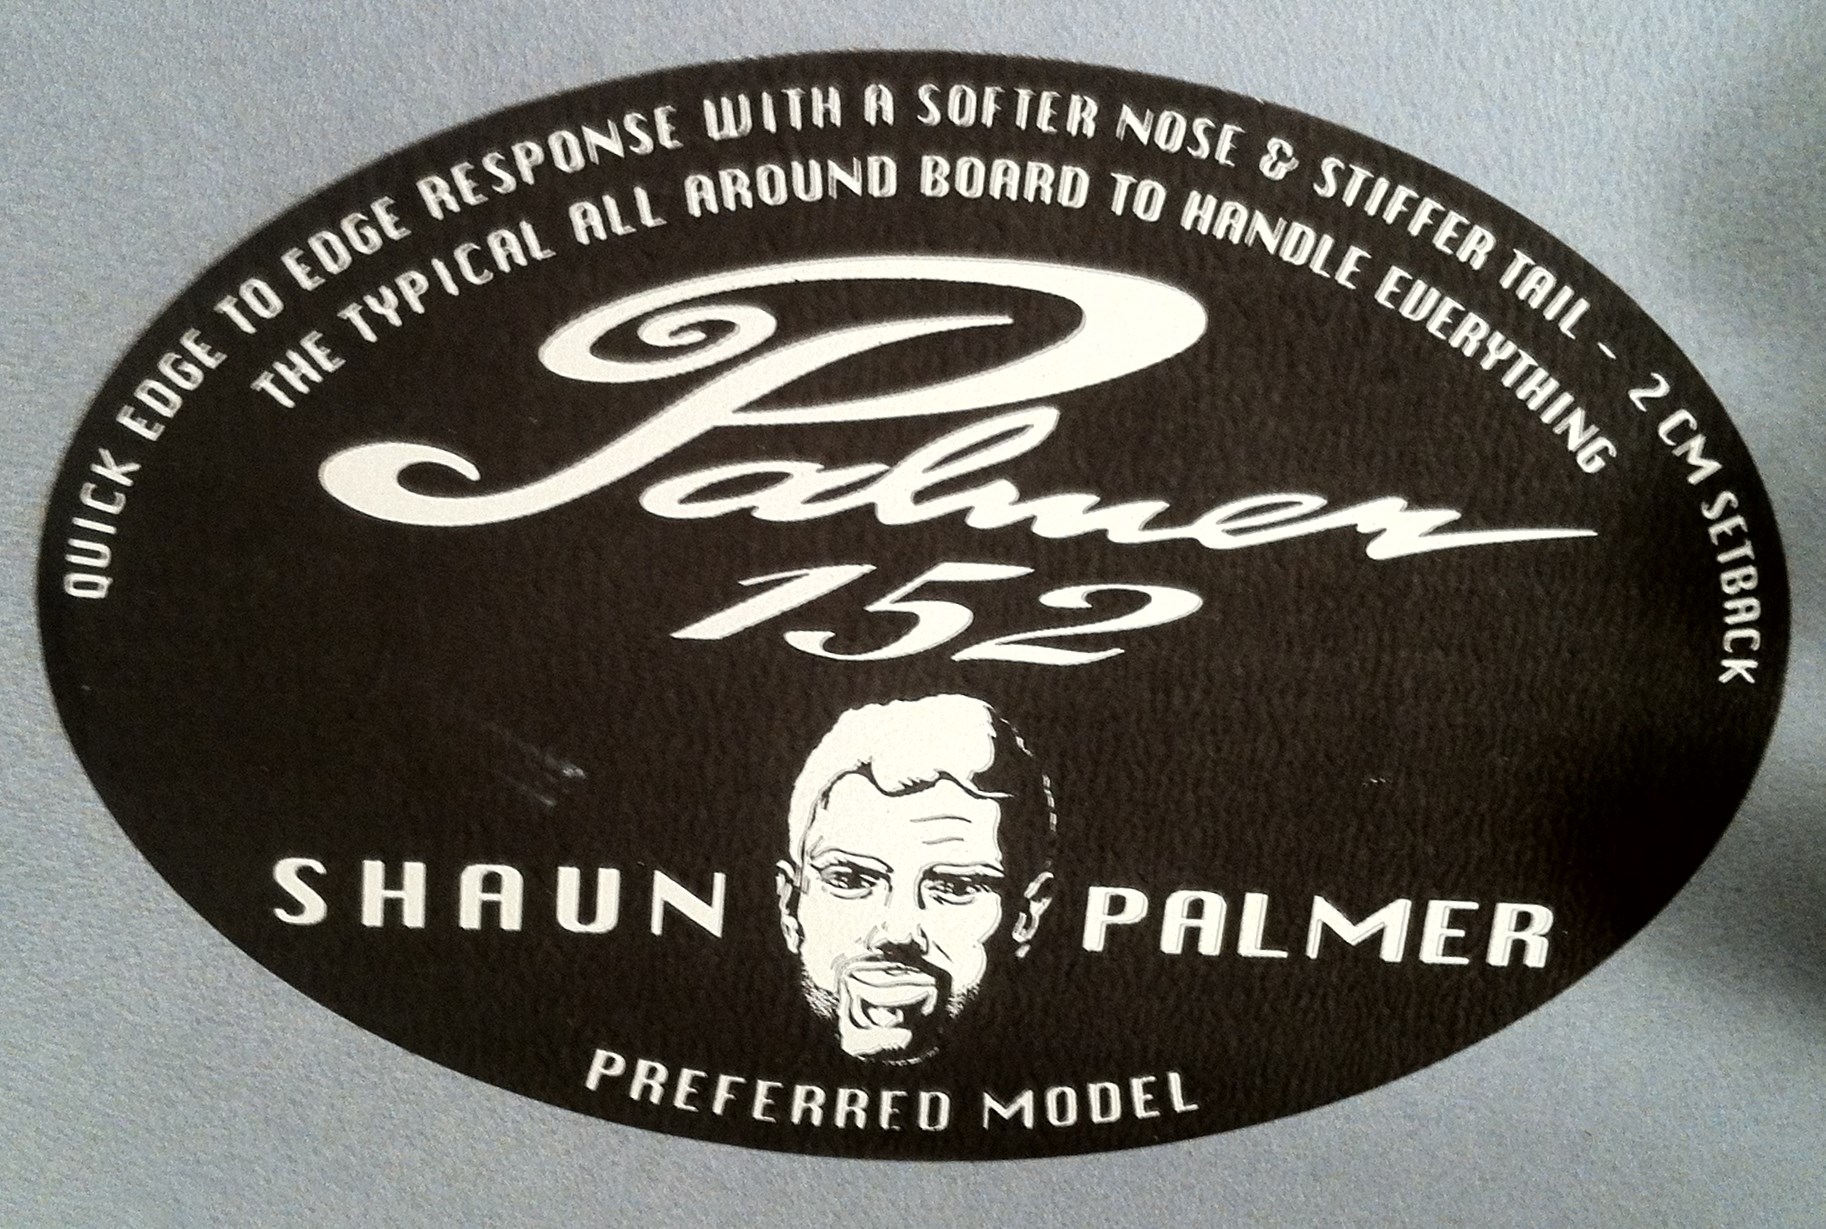 QUICK EDGE TO EDGE RESPONSE WITH A SOFTER NOSE & STIFFER TAIL - 2 CM SETBACK
THE TYPICAL ALL AROUND BOARD TO HANDLE EVERYTHING
Palmer
152
SHAUN PALMER
PREFERRED MODEL